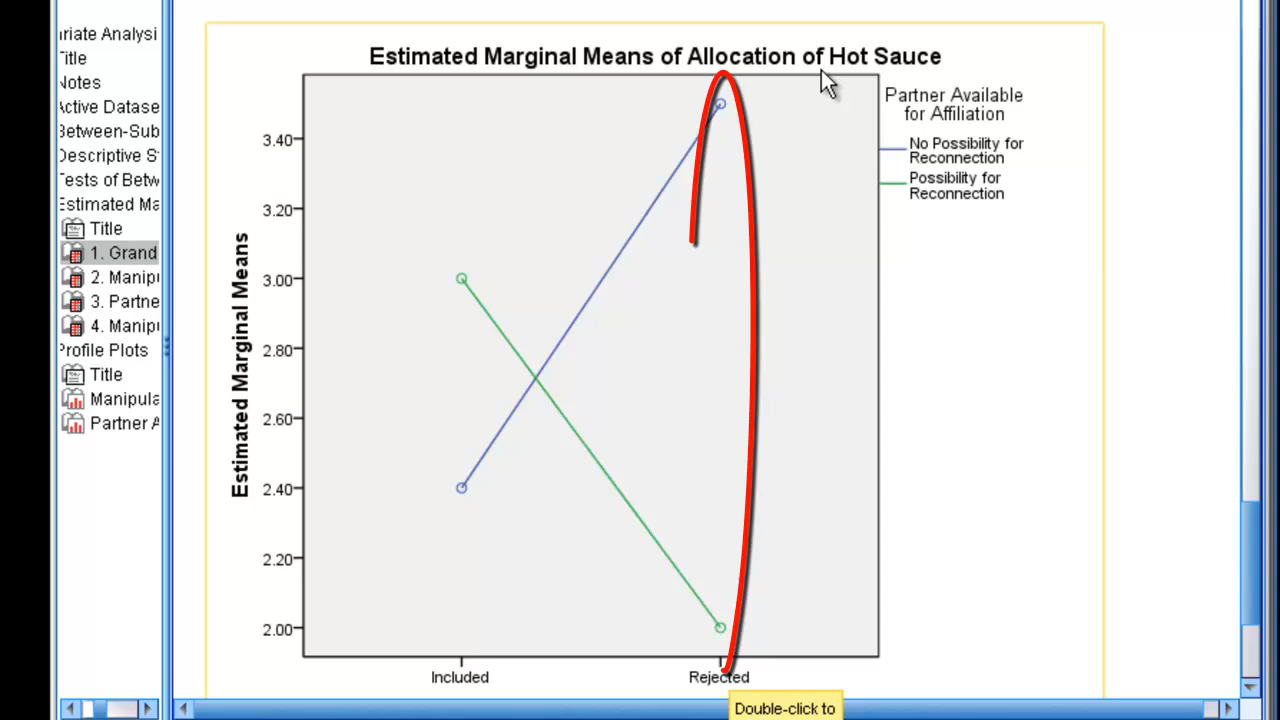 ariate Analysi
Title
Notes
Active Datase
Between-Sub
Descriptive S
Tests of Betw
Estimated Ma
Title
1. Grand
2. Manip
3. Partne
4. Manip
Profile Plots
Title
Manipula
Partner A
Estimated Marginal Means of Allocation of Hot Sauce
Estimated Marginal Means
3.40
3.20
3.00
2.80
2.60
2.40
2.20
2.00
Included
Rejected
Partner Available
for Affiliation
No Possibility for
Reconnection
Possibility for
Reconnection
Double-click to